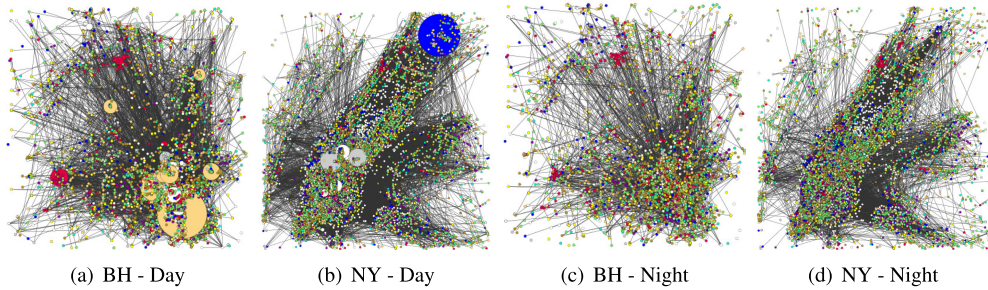 (a) BH - Day
(b) NY - Day
(c) BH - Night
(d) NY - Night